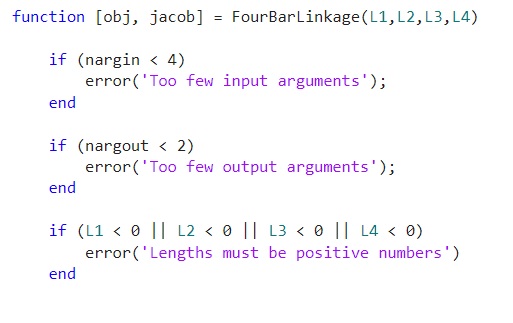 function [obj, jacob] = FourBarLinkage(L1,L2,L3,L4)
if (nargin < 4)
error('Too few input arguments');
end
if (nargout < 2)
error('Too few output arguments');
end
if (L1 < 0 || L2 < 0 || L3 < 0 || L4 < 0)
error('Lengths must be positive numbers')
end